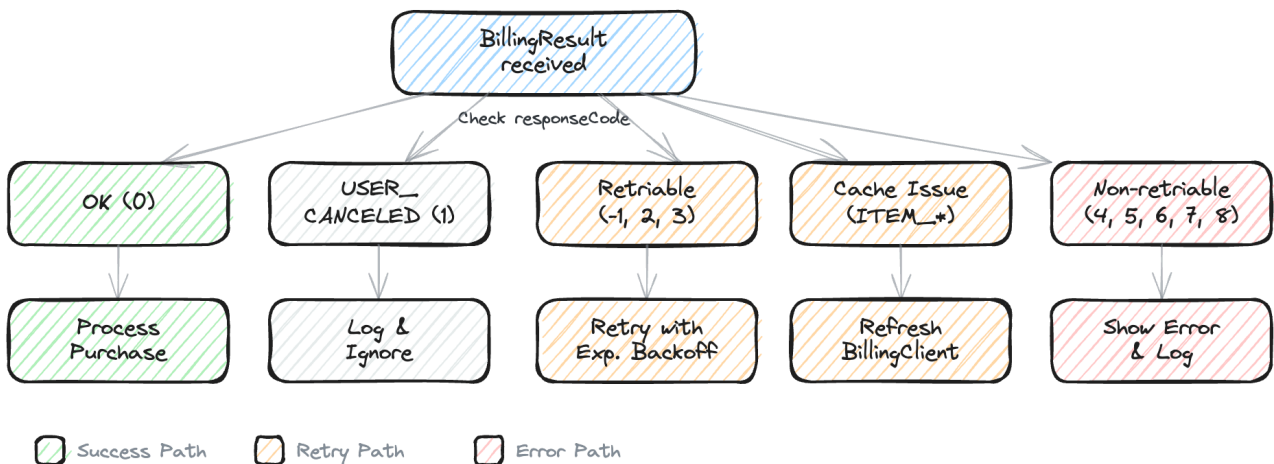 BillingResult
received
Check responseCode
OK (0)
USER_
CANCELED (1)
Retriable
(-1, 2, 3)
Cache Issue
(ITEM_*)
Non-retriable
(4, 5, 6, 7, 8)
Process
Purchase
Log &
Ignore
Retry with
Exp. Backoff
Refresh
BillingClient
Show Error
& Log
Success Path
Retry Path
Error Path